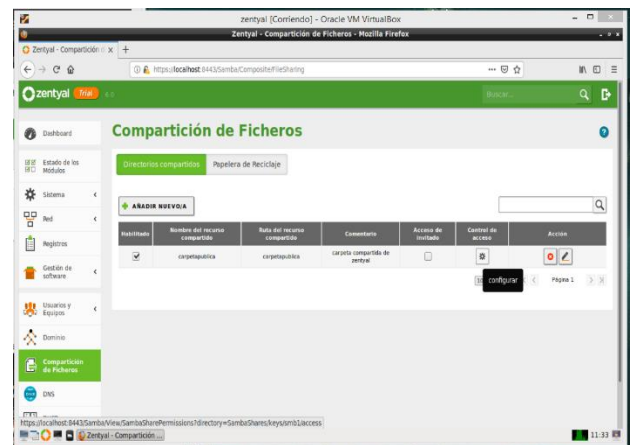 zentyal [Corriendo] - Oracle VM VirtualBox
Zentyal - Compartición de Ficheros - Mozilla Firefox
Zentyal - Compartición d
https://localhost:8443/Samba/Composite/FileSharing
zentyal Trial 6.0
Buscar...
Compartición de Ficheros
Dashboard
Estado de los
Módulos
Sistema
Red
Registros
Gestión de
software
Usuarios y
Equipos
Dominio
Compartición
de Ficheros
DNS
Directorios compartidos Papelera de Reciclaje
AÑADIR NUEVO/A
Habilitado Nombre del recurso compartido Ruta del recurso compartido Comentario Acceso de invitado Control de acceso Acción
carpetapublica carpetapublica carpeta compartida de zentyal
configurar Página 1
https://localhost:8443/Samba/View/SambaSharePermissions?directory=SambaShares/keys/smb1/access
Zentyal - Compartición ... 11:33